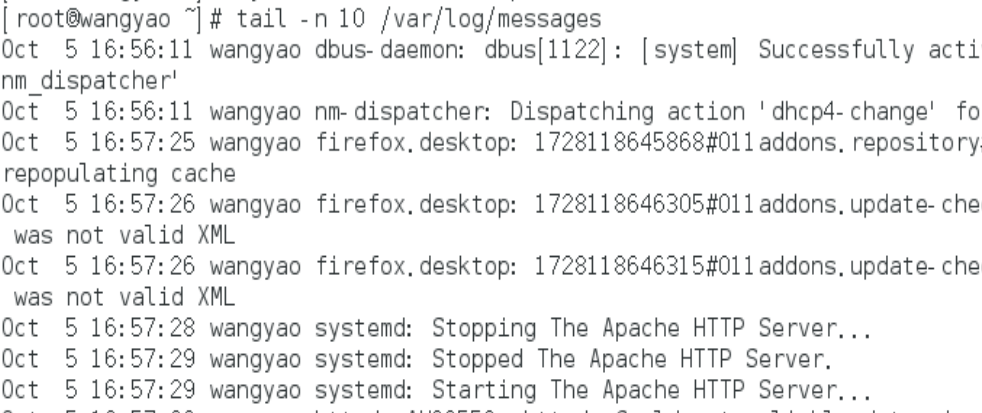 [root@wangyao ~]# tail -n 10 /var/log/messages
Oct  5 16:56:11 wangyao dbus-daemon: dbus[1122]: [system] Successfully acti
nm_dispatcher'
Oct  5 16:56:11 wangyao nm-dispatcher: Dispatching action 'dhcp4-change' fo
Oct  5 16:57:25 wangyao firefox.desktop: 1728118645868#011addons.repository
repopulating cache
Oct  5 16:57:26 wangyao firefox.desktop: 1728118646305#011addons.update-che
was not valid XML
Oct  5 16:57:26 wangyao firefox.desktop: 1728118646315#011addons.update-che
was not valid XML
Oct  5 16:57:28 wangyao systemd: Stopping The Apache HTTP Server...
Oct  5 16:57:29 wangyao systemd: Stopped The Apache HTTP Server.
Oct  5 16:57:29 wangyao systemd: Starting The Apache HTTP Server...